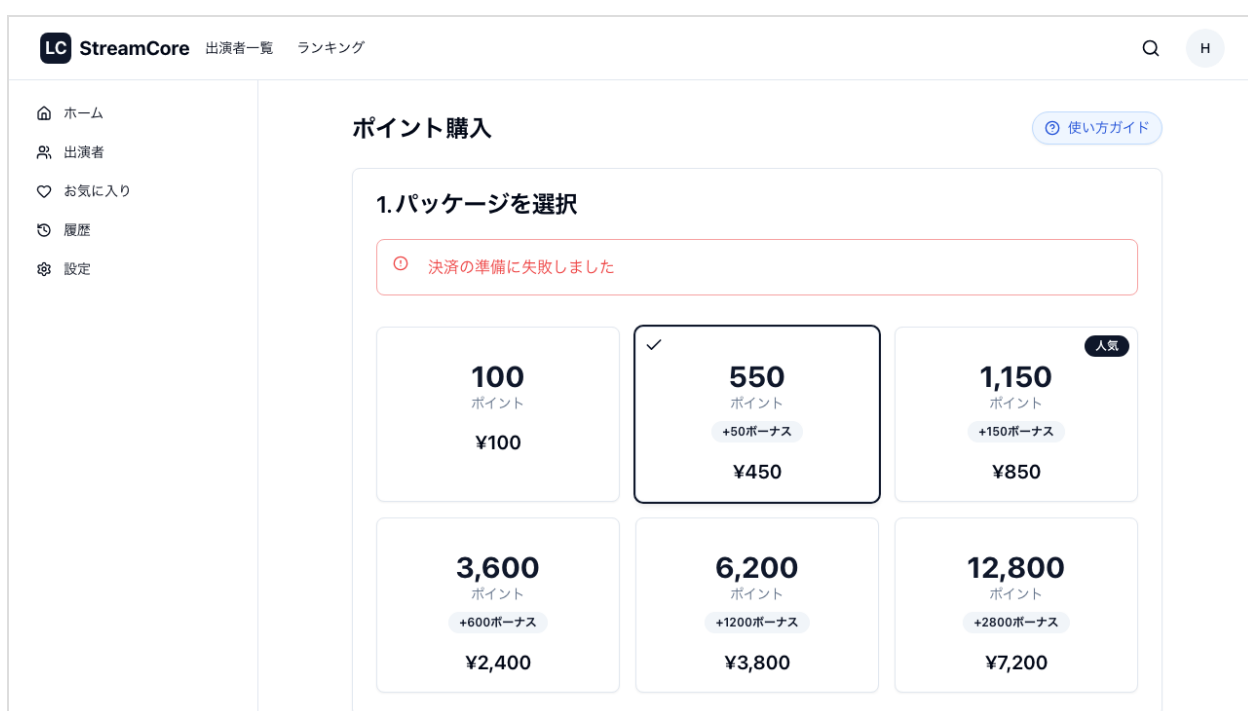 LC StreamCore 出演者一覧 ランキング H
ホーム
出演者
お気に入り
履歴
設定
ポイント購入
使い方ガイド
1.パッケージを選択
決済の準備に失敗しました
100
ポイント
¥100
550
ポイント
+50ボーナス
¥450
人気
1,150
ポイント
+150ボーナス
¥850
3,600
ポイント
+600ボーナス
¥2,400
6,200
ポイント
+1200ボーナス
¥3,800
12,800
ポイント
+2800ボーナス
¥7,200